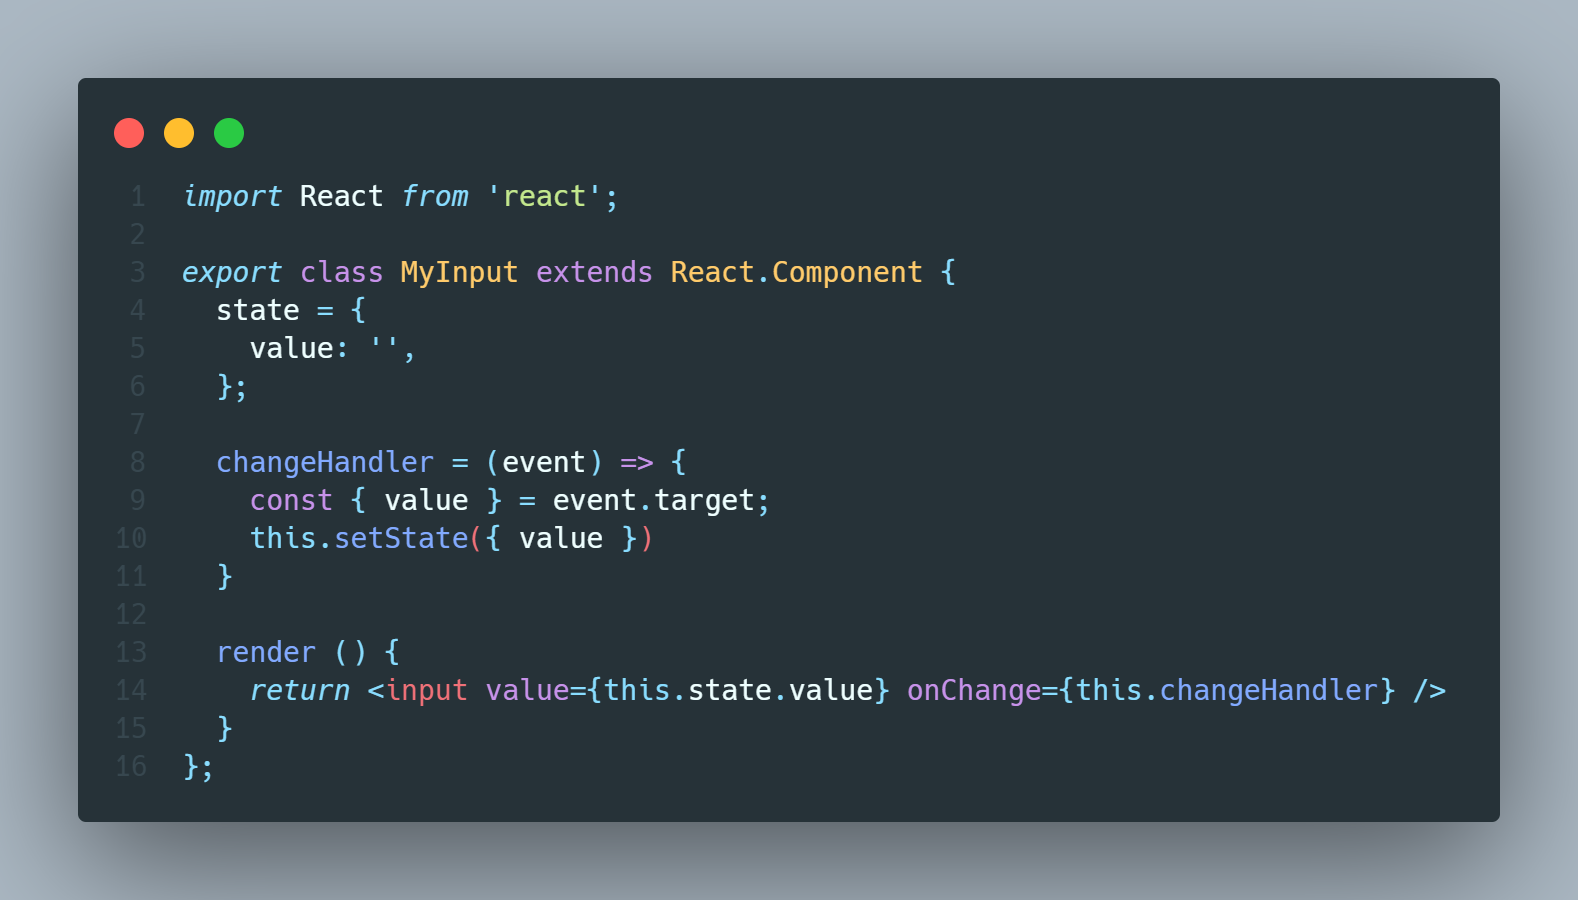 1 import React from 'react';
2
3 export class MyInput extends React.Component {
4   state = {
5     value: '',
6   };
7
8   changeHandler = (event) => {
9     const { value } = event.target;
10     this.setState({ value })
11   }
12
13   render () {
14     return <input value={this.state.value} onChange={this.changeHandler} />
15   }
16 };